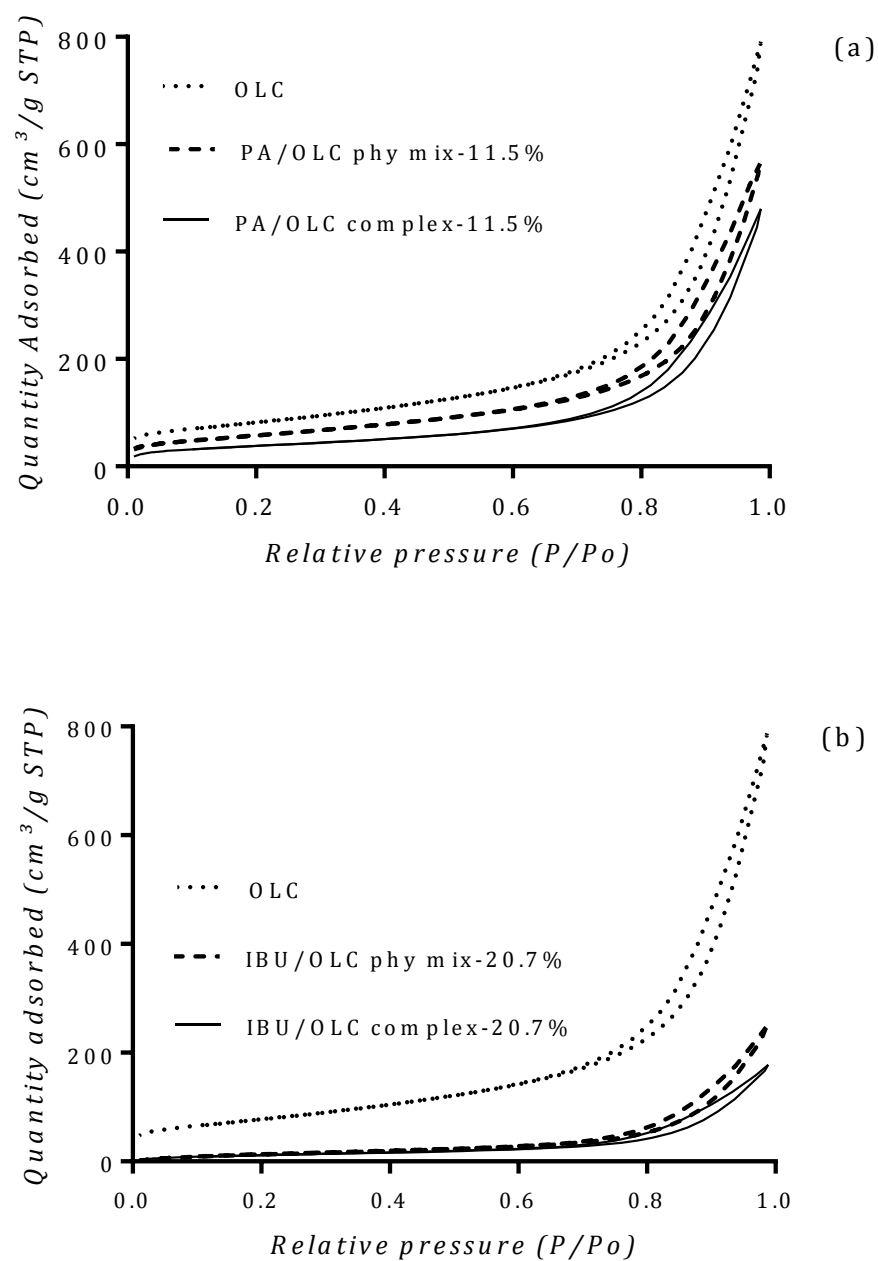 (a)
Quantity Adsorbed (cm³/g STP)
800
600
400
200
0
OLC
PA/OLC phy mix-11.5%
PA/OLC complex-11.5%
0.0 0.2 0.4 0.6 0.8 1.0
Relative pressure (P/Po)
(b)
Quantity adsorbed (cm³/g STP)
800
600
400
200
0
OLC
IBU/OLC phy mix-20.7%
IBU/OLC complex-20.7%
0.0 0.2 0.4 0.6 0.8 1.0
Relative pressure (P/Po)